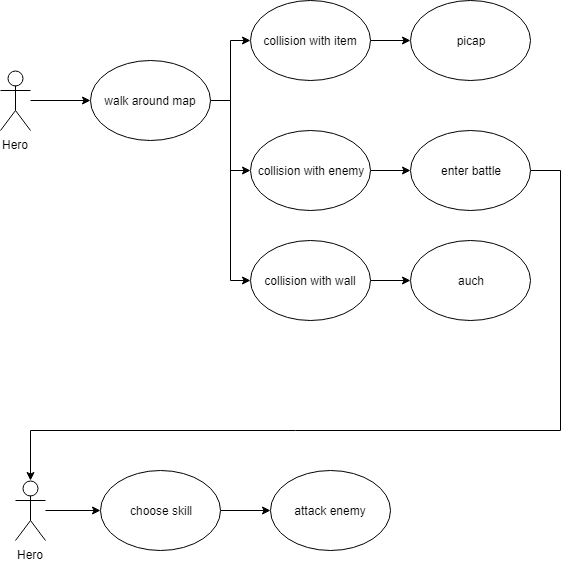 collision with item
picap
walk around map
Hero
collision with enemy
enter battle
collision with wall
auch
choose skill
attack enemy
Hero